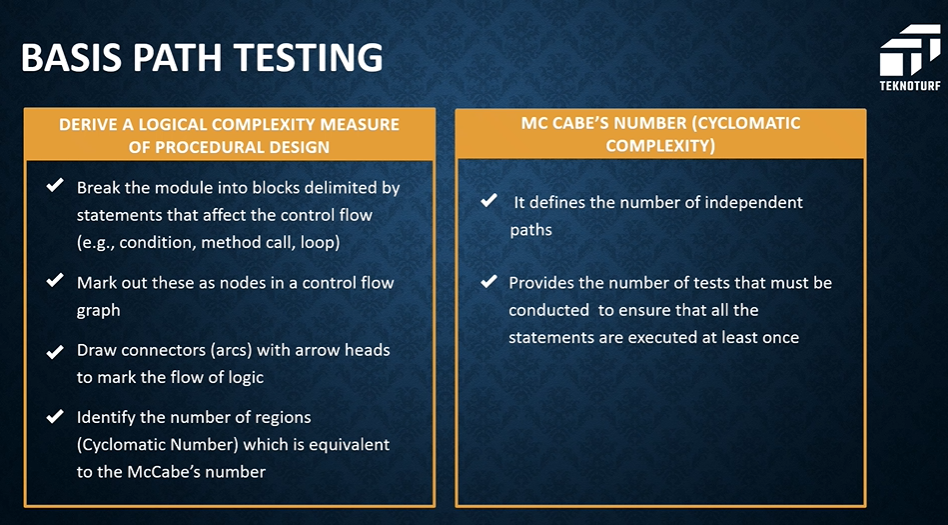 BASIS PATH TESTING
TEKNOTURF
DERIVE A LOGICAL COMPLEXITY MEASURE
OF PROCEDURAL DESIGN
Break the module into blocks delimited by
statements that affect the control flow
(e.g., condition, method call, loop)
Mark out these as nodes in a control flow
graph
Draw connectors (arcs) with arrow heads
to mark the flow of logic
Identify the number of regions
(Cyclomatic Number) which is equivalent
to the McCabe's number
MC CABE'S NUMBER (CYCLOMATIC
COMPLEXITY)
It defines the number of independent
paths
Provides the number of tests that must be
conducted to ensure that all the
statements are executed at least once